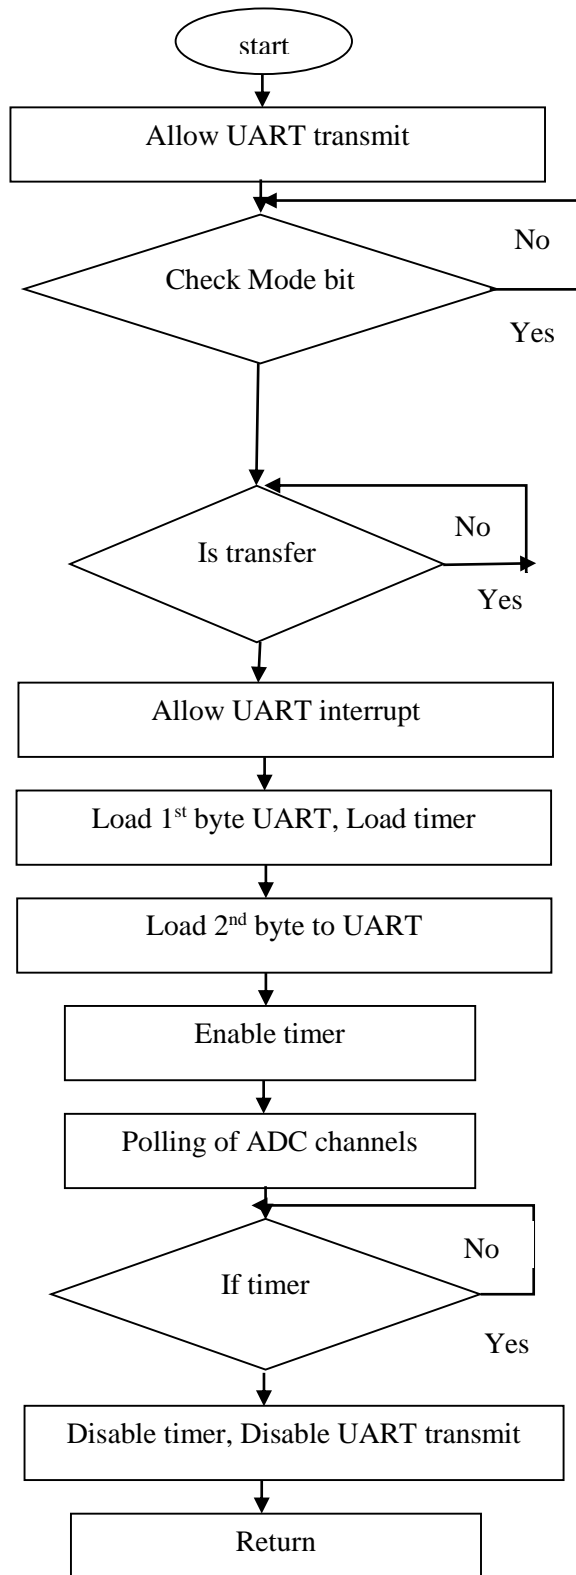 start
Allow UART transmit
No
Check Mode bit
Yes
No
Is transfer
Yes
Allow UART interrupt
Load 1st byte UART, Load timer
Load 2nd byte to UART
Enable timer
Polling of ADC channels
No
If timer
Yes
Disable timer, Disable UART transmit
Return